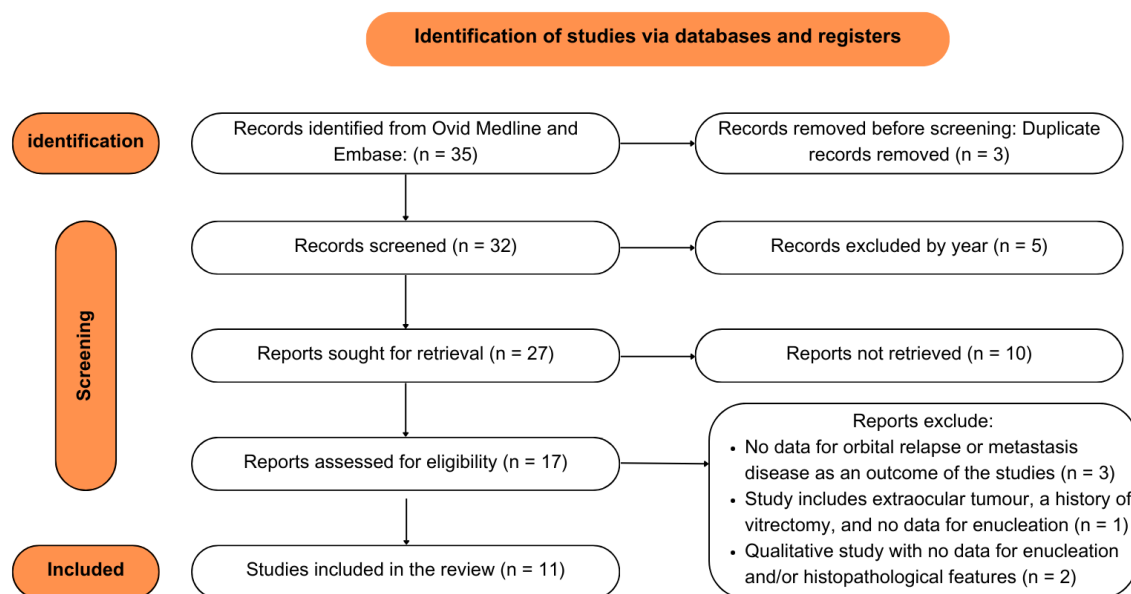 Identification of studies via databases and registers
identification
Records identified from Ovid Medline and
Embase: (n = 35)
Records removed before screening: Duplicate
records removed (n = 3)
Screening
Records screened (n = 32)
Records excluded by year (n = 5)
Reports sought for retrieval (n = 27)
Reports not retrieved (n = 10)
Reports assessed for eligibility (n = 17)
Reports exclude:
• No data for orbital relapse or metastasis
disease as an outcome of the studies (n = 3)
• Study includes extraocular tumour, a history of
vitrectomy, and no data for enucleation (n = 1)
• Qualitative study with no data for enucleation
and/or histopathological features (n = 2)
Included
Studies included in the review (n = 11)